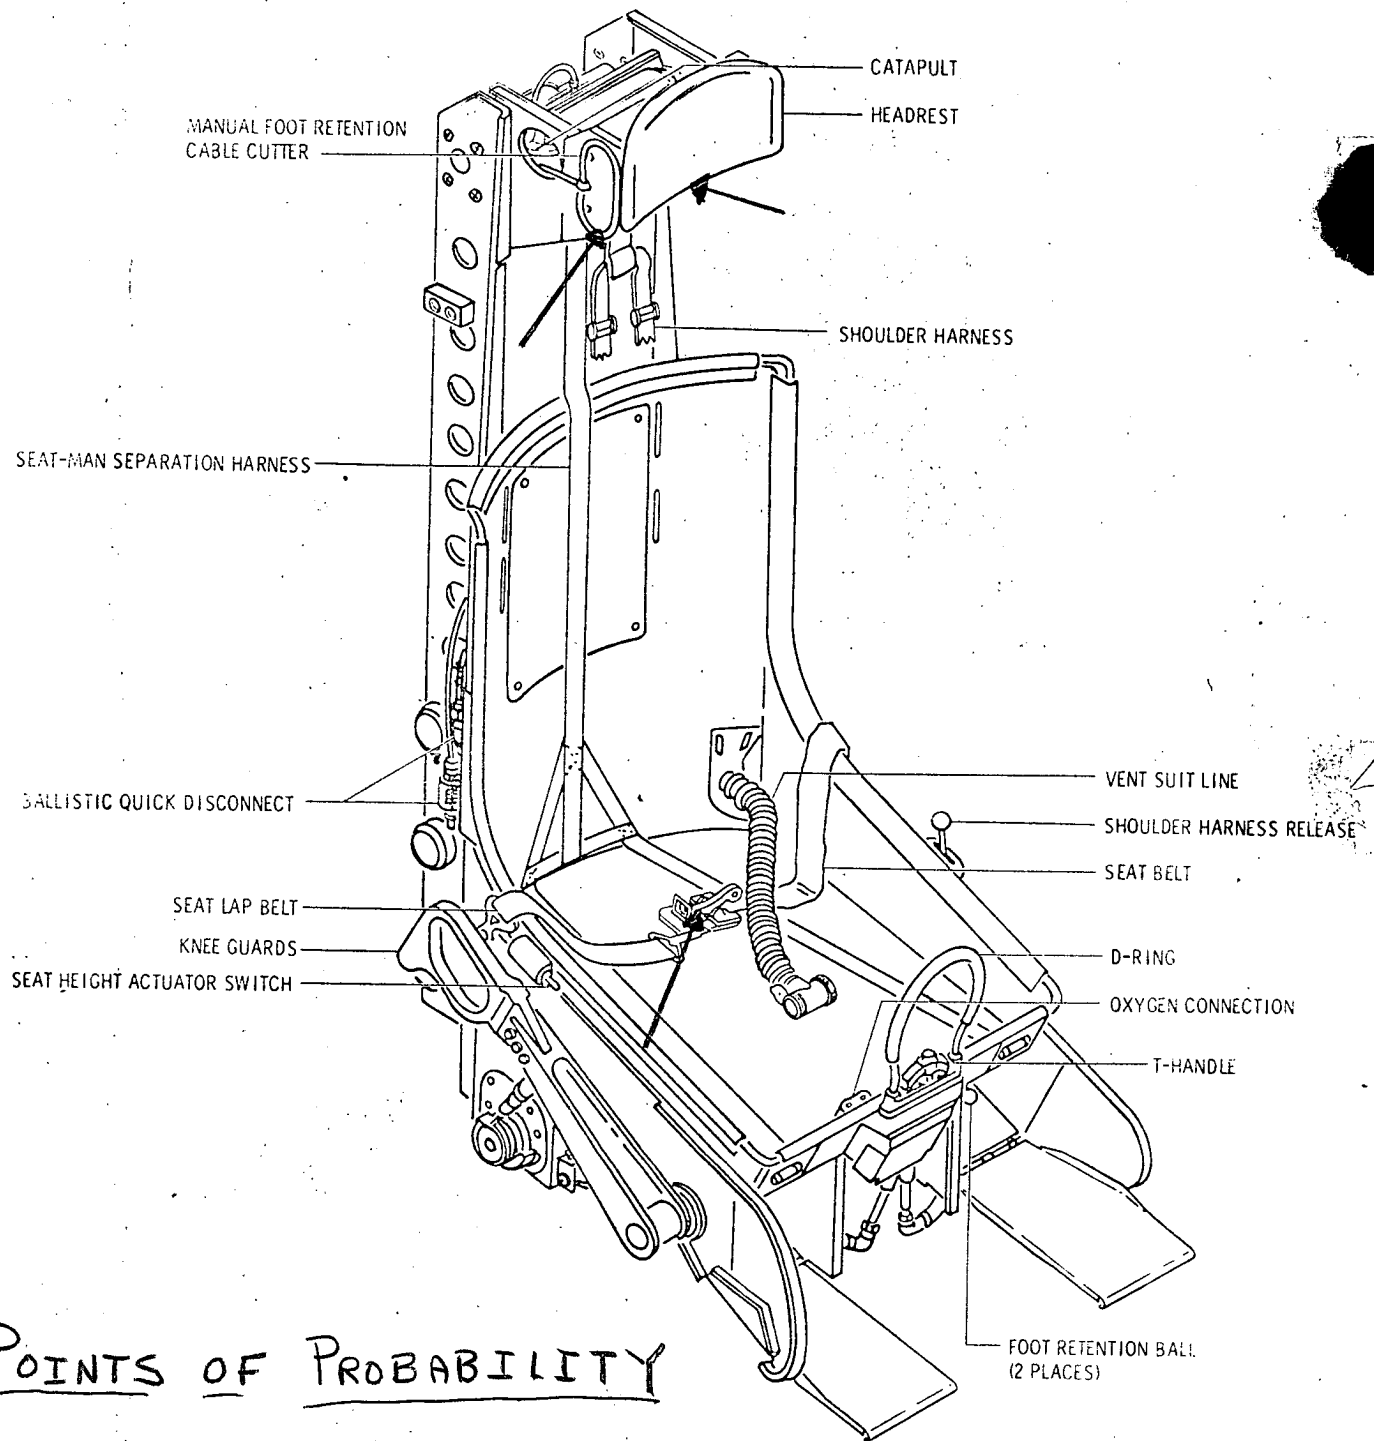 CATAPULT
HEADREST
MANUAL FOOT RETENTION
CABLE CUTTER
SHOULDER HARNESS
SEAT-MAN SEPARATION HARNESS
VENT SUIT LINE
BALLISTIC QUICK DISCONNECT
SHOULDER HARNESS RELEASE
SEAT BELT
SEAT LAP BELT
KNEE GUARDS
D-RING
SEAT HEIGHT ACTUATOR SWITCH
OXYGEN CONNECTION
T-HANDLE
FOOT RETENTION BALL
(2 PLACES)
POINTS OF PROBABILITY